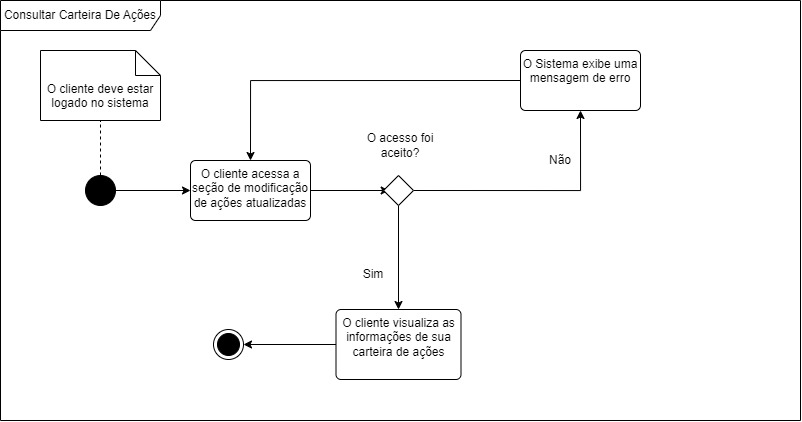 Consultar Carteira De Ações
O cliente deve estar
logado no sistema
O Sistema exibe uma
mensagem de erro
O acesso foi
aceito?
Não
O cliente acessa a
seção de modificação
de ações atualizadas
Sim
O cliente visualiza as
informações de sua
carteira de ações